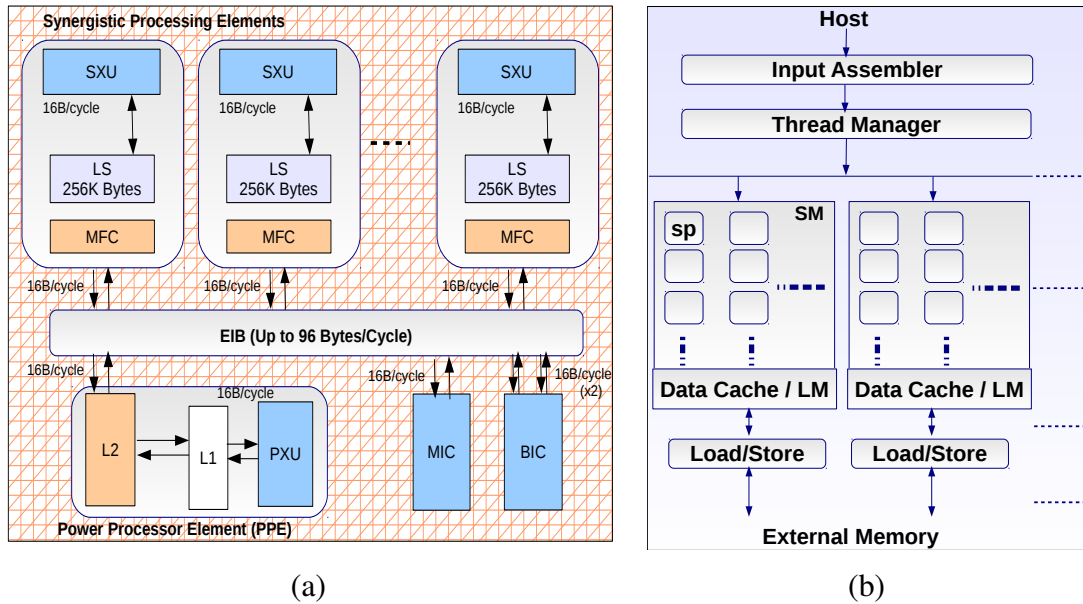 Synergistic Processing Elements
SXU
SXU
SXU
16B/cycle
16B/cycle
16B/cycle
LS
256K Bytes
LS
256K Bytes
LS
256K Bytes
MFC
MFC
MFC
16B/cycle
16B/cycle
16B/cycle
EIB (Up to 96 Bytes/Cycle)
16B/cycle
16B/cycle
16B/cycle
(x2)
16B/cycle
L2
L1
PXU
MIC
BIC
Power Processor Element (PPE)
(a)
Host
Input Assembler
Thread Manager
SM
sp
Data Cache / LM
Data Cache / LM
Load/Store
Load/Store
External Memory
(b)